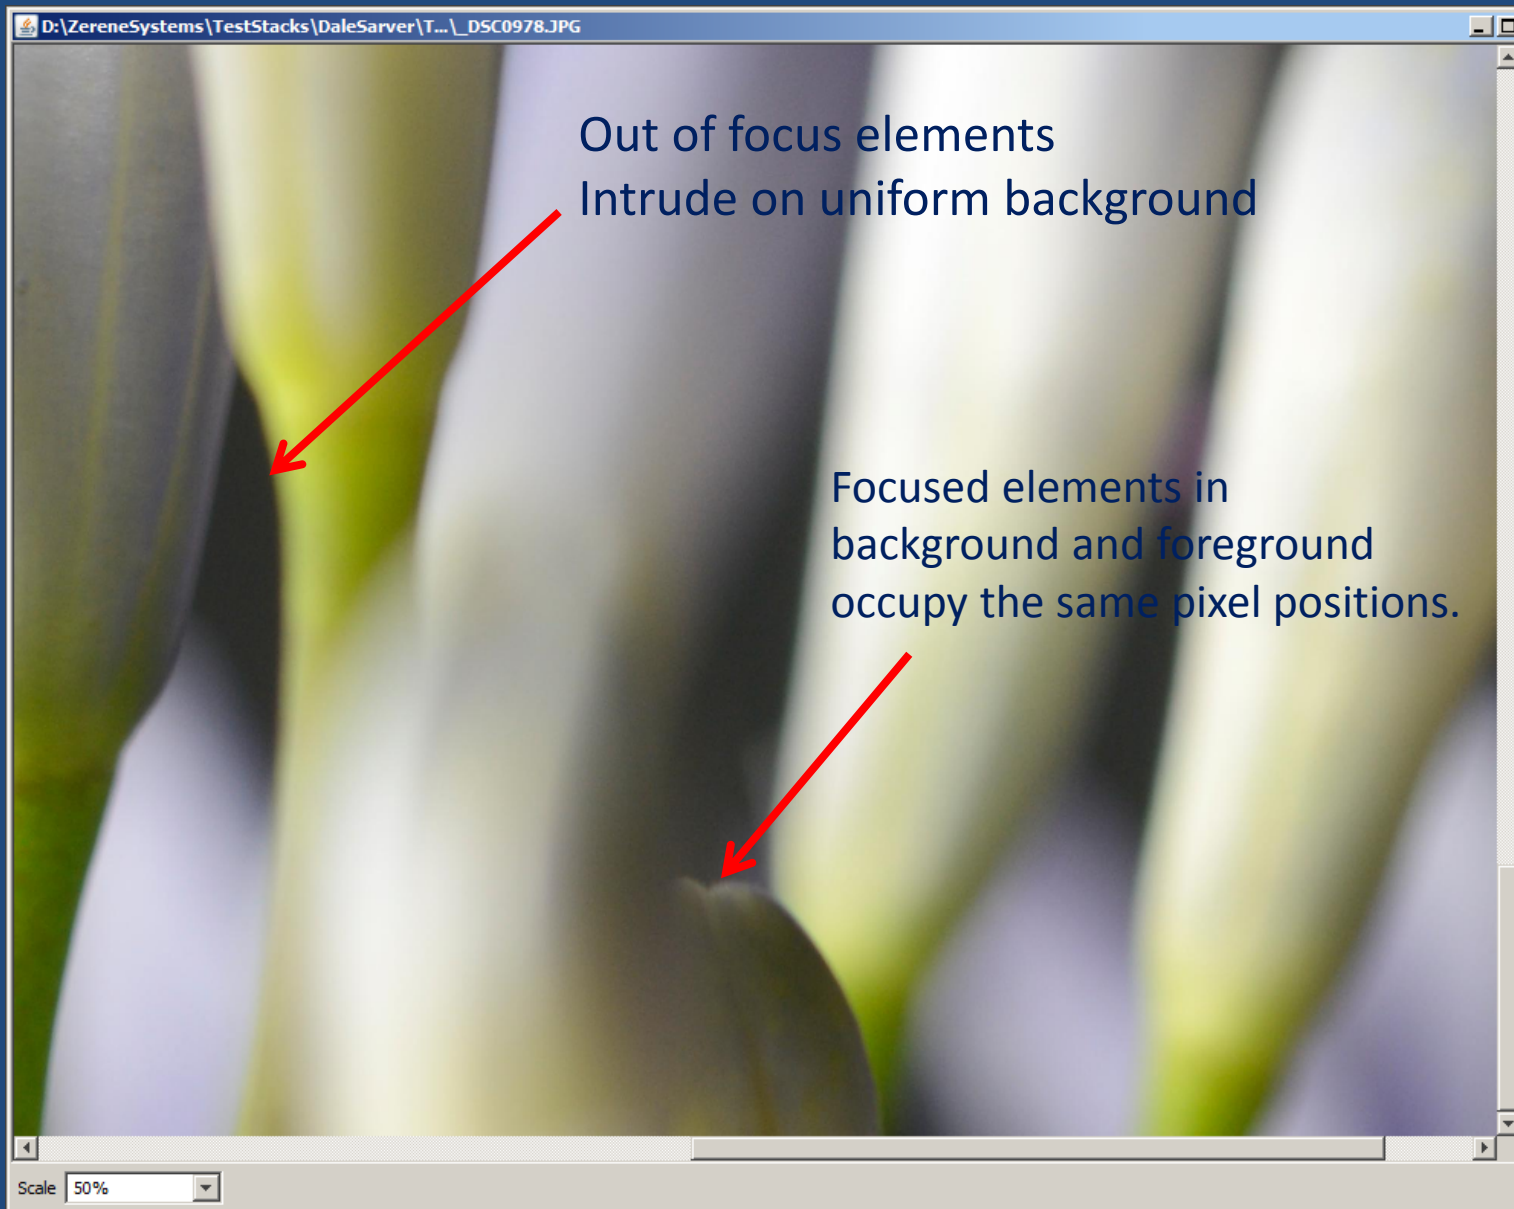 D:\ZereneSystems\TestStacks\DaleSarver\T...\_DSC0978.JPG
Out of focus elements
Intrude on uniform background
Focused elements in
background and foreground
occupy the same pixel positions.
Scale 50%